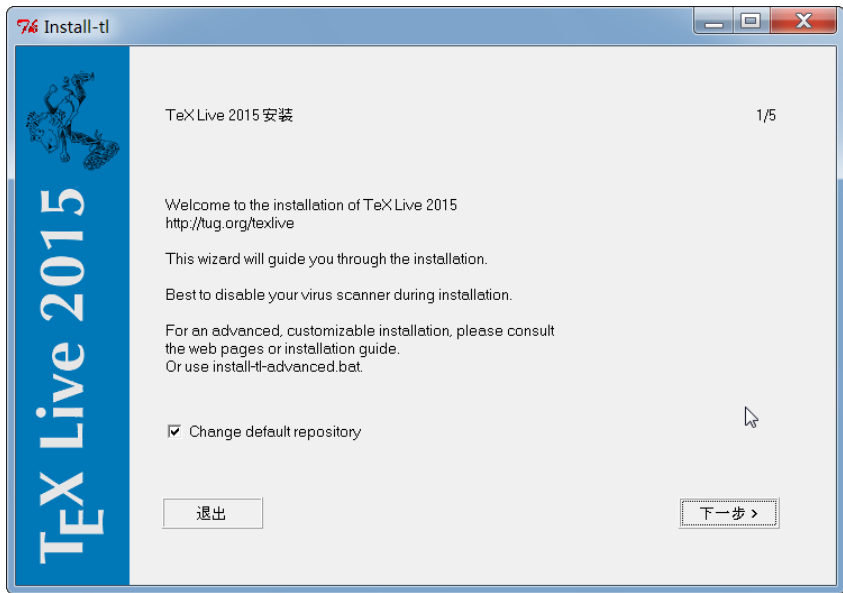 Install-tl
TeX Live 2015
TeX Live 2015 安装
1/5
Welcome to the installation of TeX Live 2015
http://tug.org/texlive
This wizard will guide you through the installation.
Best to disable your virus scanner during installation.
For an advanced, customizable installation, please consult
the web pages or installation guide.
Or use install-tl-advanced.bat.
Change default repository
退出
下一步 >